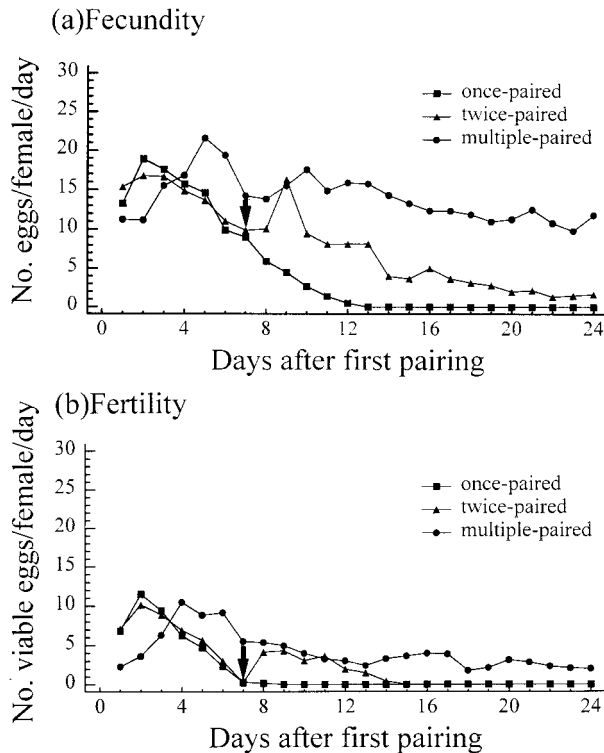 (a)Fecundity
No. eggs/female/day
30
25
20
15
10
5
0
once-paired
twice-paired
multiple-paired
0 4 8 12 16 20 24
Days after first pairing
(b)Fertility
No. viable eggs/female/day
30
25
20
15
10
5
0
once-paired
twice-paired
multiple-paired
0 4 8 12 16 20 24
Days after first pairing